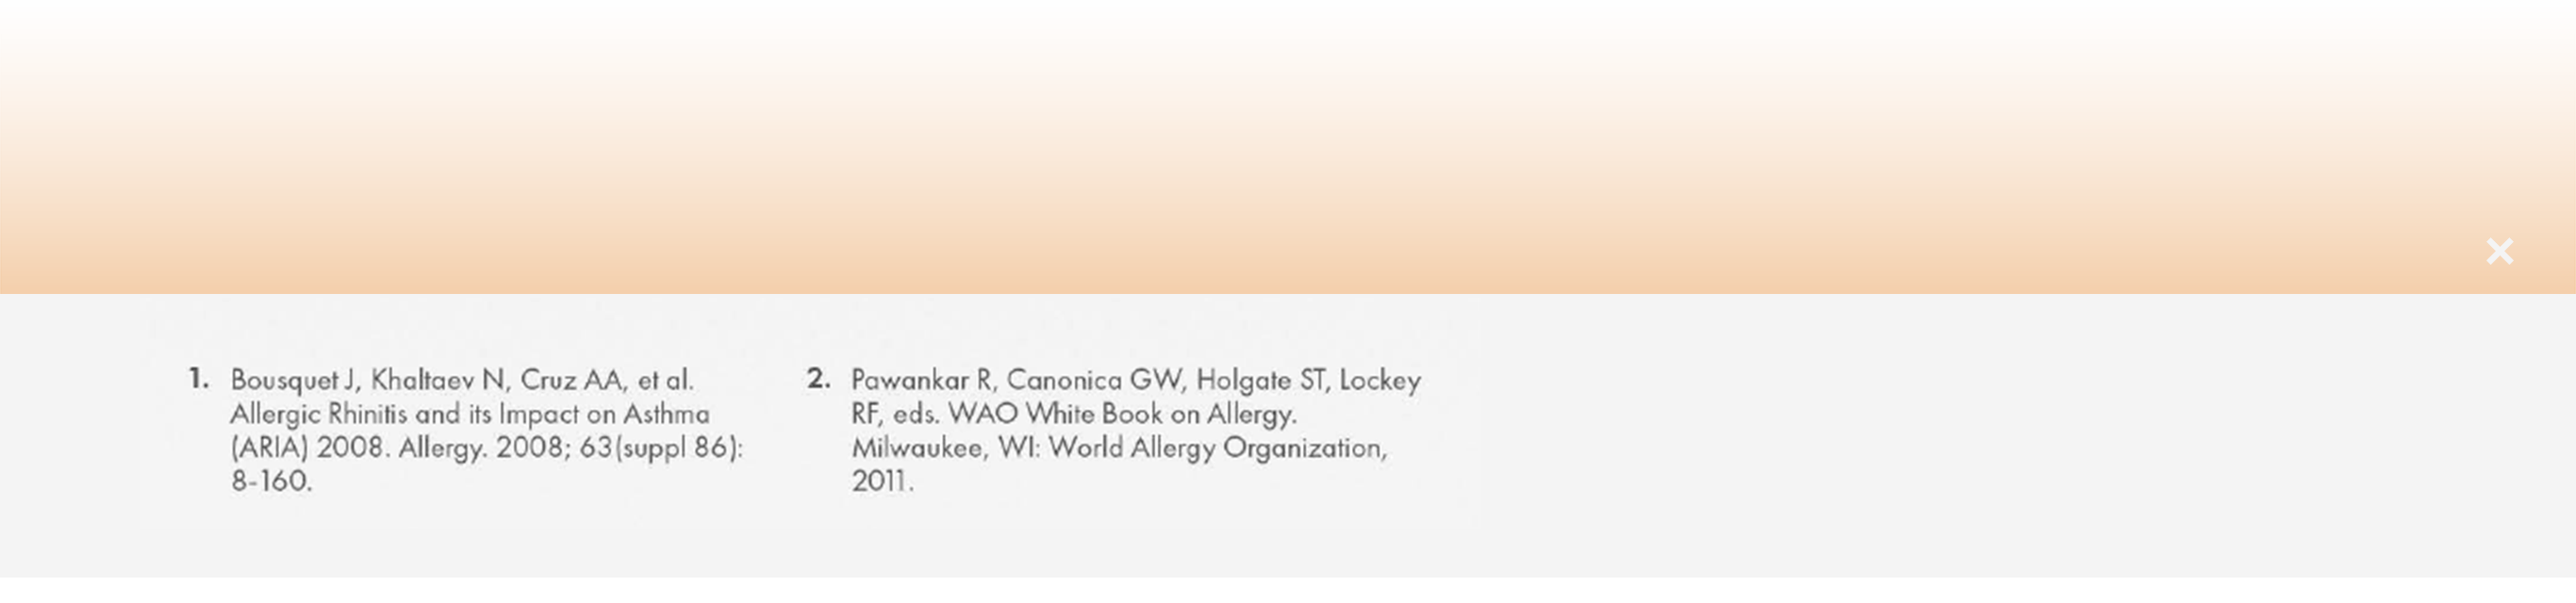 1. Bousquet J, Khaltaev N, Cruz AA, et al.
Allergic Rhinitis and its Impact on Asthma
(ARIA) 2008. Allergy. 2008; 63(suppl 86):
8-160.
2. Pawankar R, Canonica GW, Holgate ST, Lockey
RF, eds. WAO White Book on Allergy.
Milwaukee, WI: World Allergy Organization,
2011.